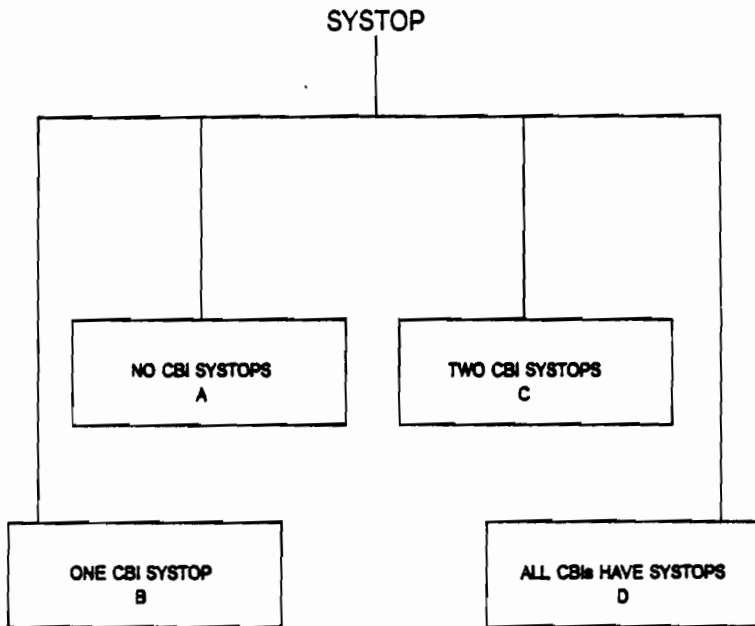 SYSTOP
NO CBI SYSTOPS
A
TWO CBI SYSTOPS
C
ONE CBI SYSTOP
B
ALL CBIs HAVE SYSTOPS
D